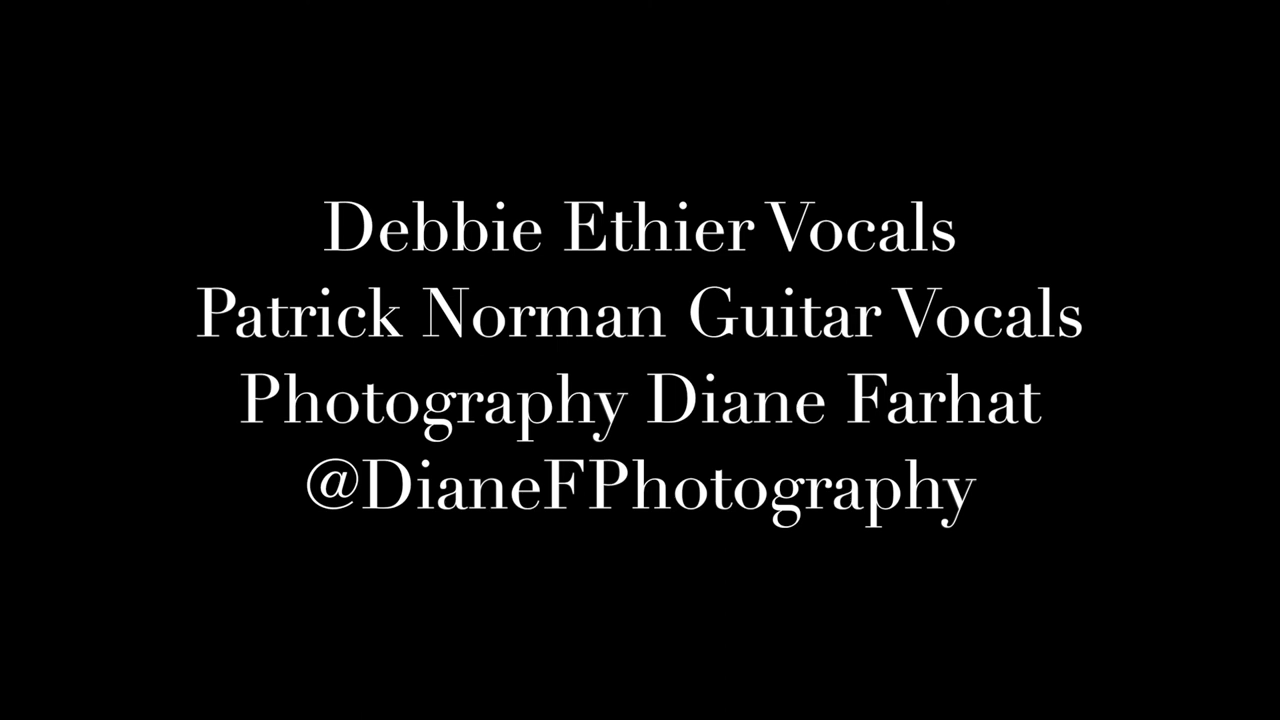 Debbie Ethier Vocals
Patrick Norman Guitar Vocals
Photography Diane Farhat
@DianeFPhotography